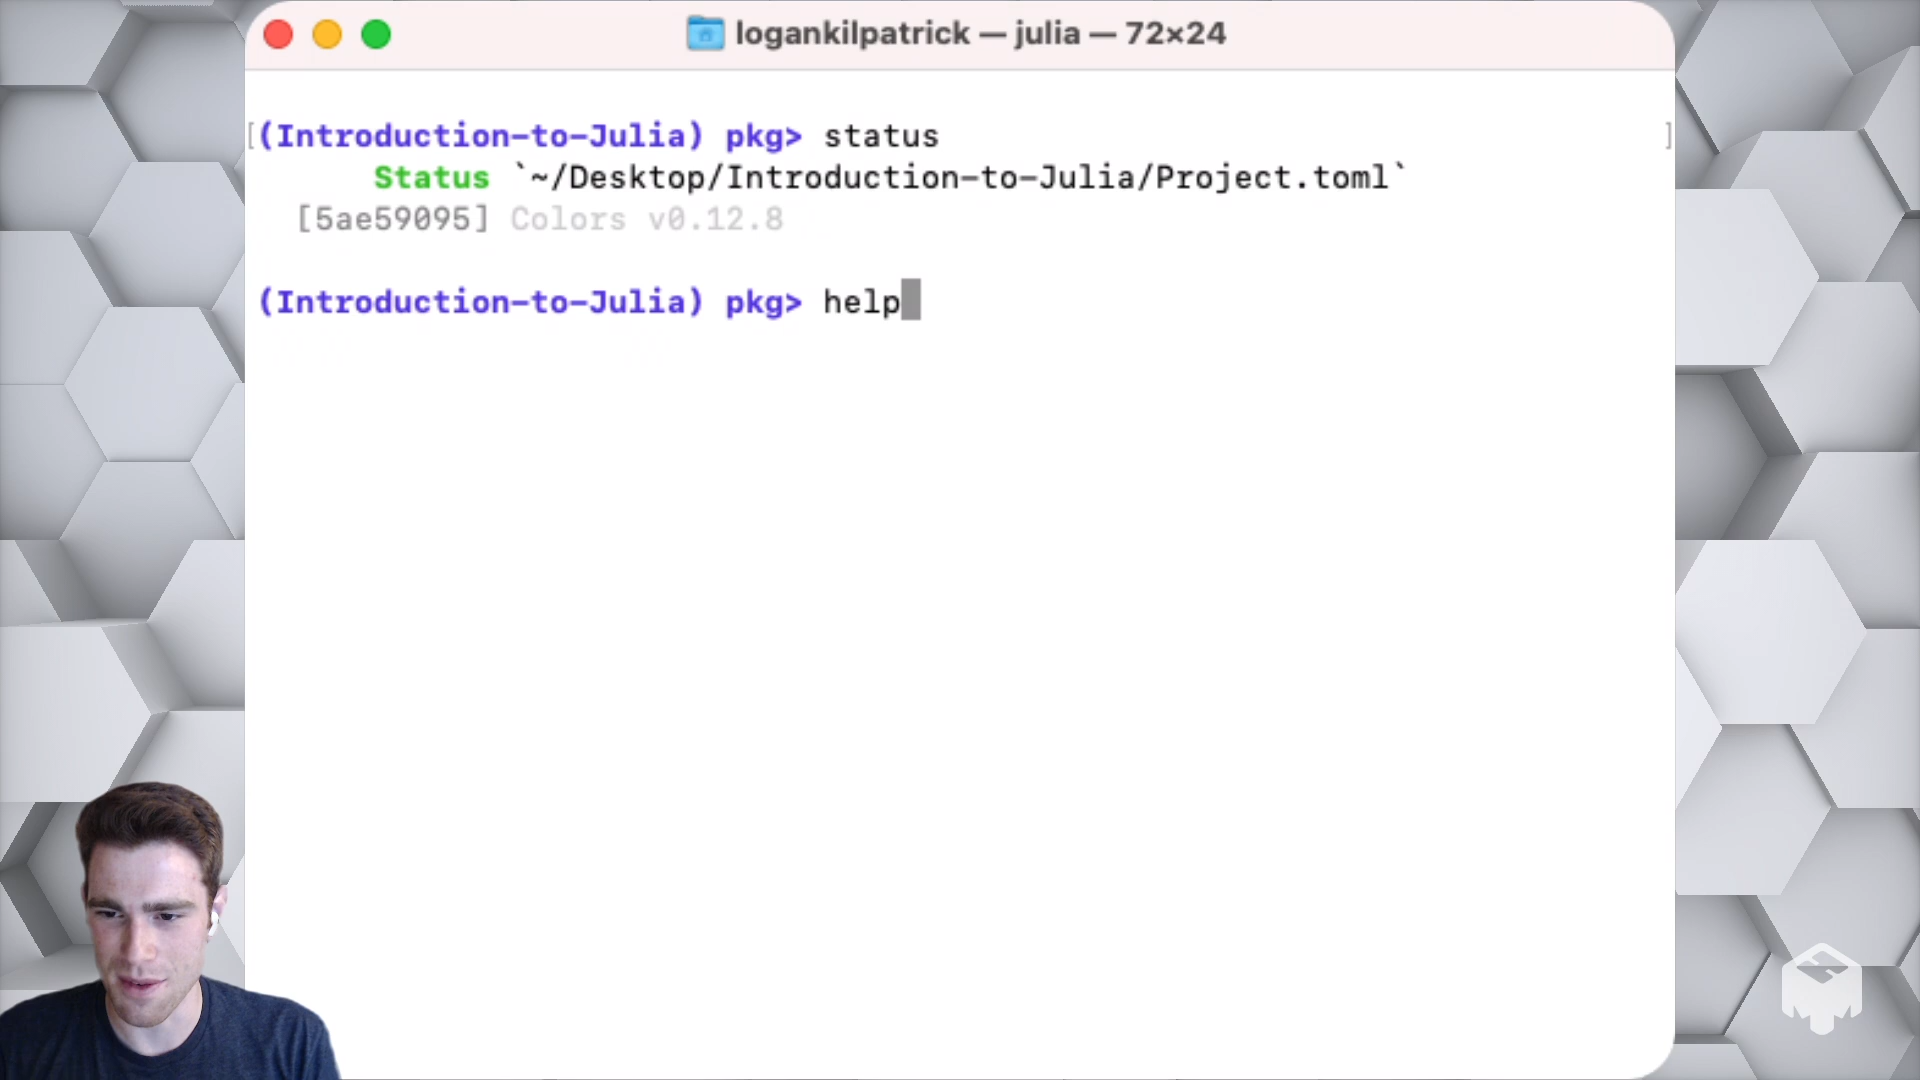 logankilpatrick — julia — 72×24
[(Introduction-to-Julia) pkg> status ]
Status `~/Desktop/Introduction-to-Julia/Project.toml`
[5ae59095] Colors v0.12.8
(Introduction-to-Julia) pkg> help